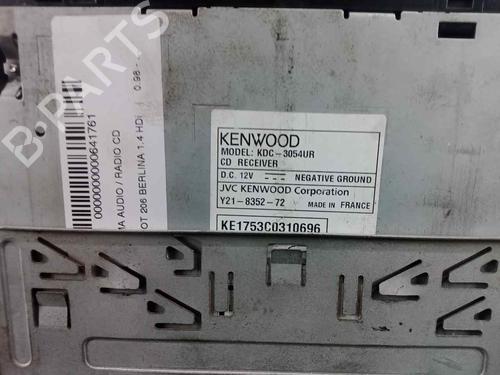 KENWOOD
MODEL: KDC-3054UR
CD RECEIVER
D.C. 12V --- NEGATIVE GROUND
JVC KENWOOD Corporation
Y21-8352-72 MADE IN FRANCE
KE1753C0310696
OT 206 BERLINA 1.4 HDI 0.98 -
MA AUDIO / RADIO CD
0000000000641761
B-PARTS